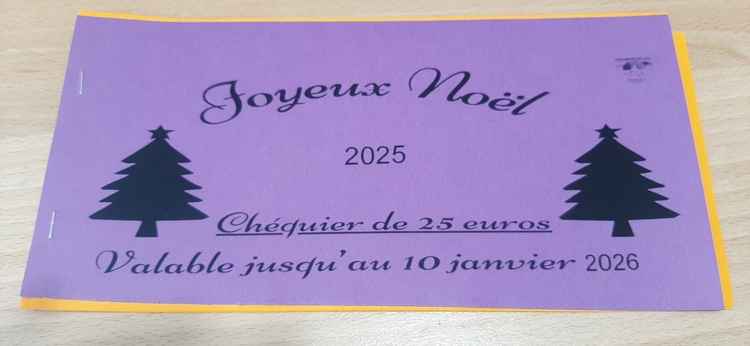 Joyeux Noël
2025
Chéquier de 25 euros
Valable jusqu'au 10 janvier 2026